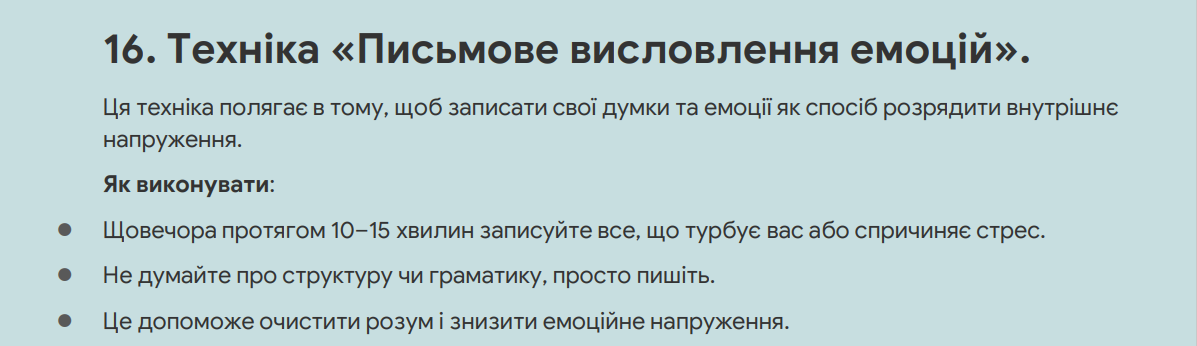 16. Техніка «Письмове висловлення емоцій».
Ця техніка полягає в тому, щоб записати свої думки та емоції як спосіб розрядити внутрішнє
напруження.
Як виконувати:
● Щовечора протягом 10–15 хвилин записуйте все, що турбує вас або спричиняє стрес.
● Не думайте про структуру чи граматику, просто пишіть.
● Це допоможе очистити розум і знизити емоційне напруження.